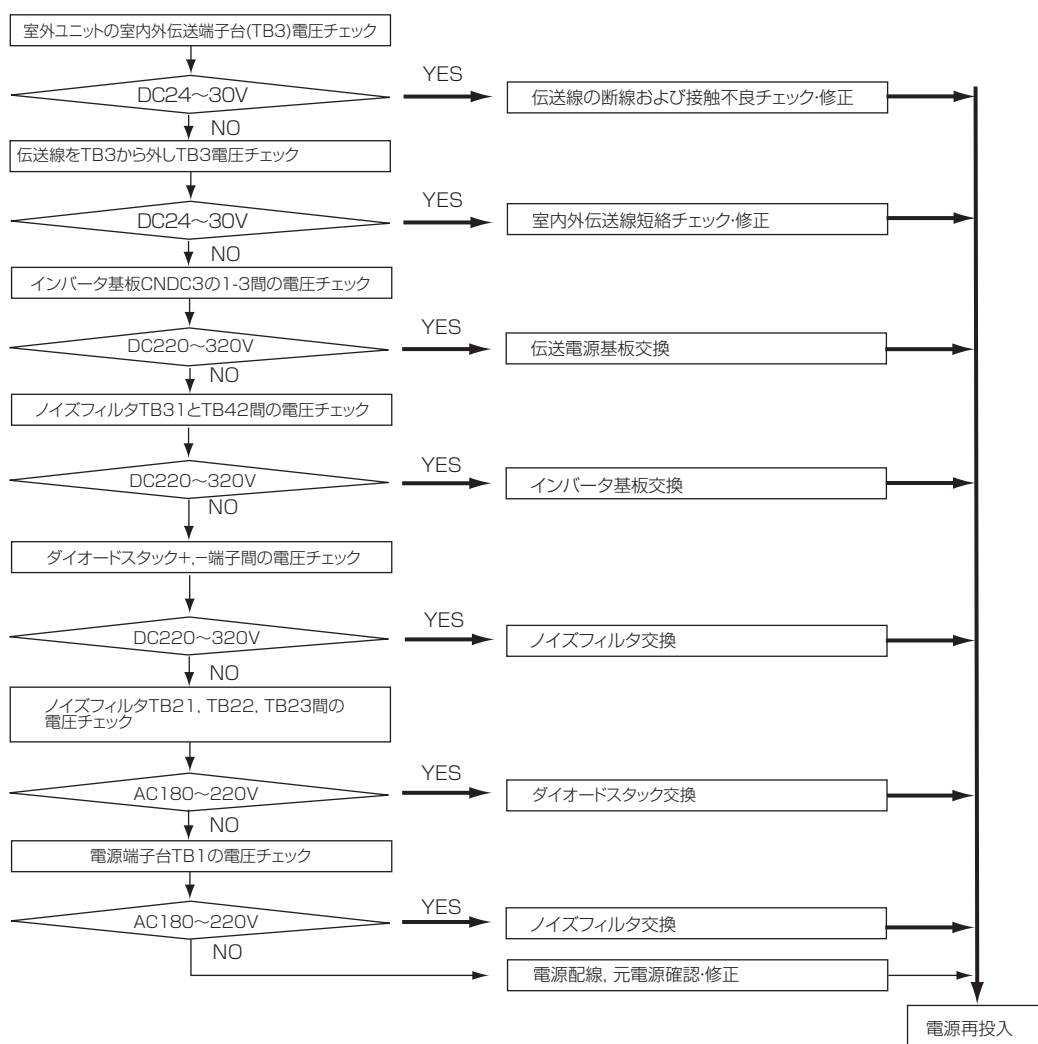 室外ユニットの室内外伝送端子台(TB3)電圧チェック
DC24～30V
YES
伝送線の断線および接触不良チェック・修正
NO
伝送線をTB3から外しTB3電圧チェック
DC24～30V
YES
室内外伝送線短絡チェック・修正
NO
インバータ基板CNDC3の1-3間の電圧チェック
DC220～320V
YES
伝送電源基板交換
NO
ノイズフィルタTB31とTB42間の電圧チェック
DC220～320V
YES
インバータ基板交換
NO
ダイオードスタック+,−端子間の電圧チェック
DC220～320V
YES
ノイズフィルタ交換
NO
ノイズフィルタTB21, TB22, TB23間の
電圧チェック
AC180～220V
YES
ダイオードスタック交換
NO
電源端子台TB1の電圧チェック
AC180～220V
YES
ノイズフィルタ交換
NO
電源配線, 元電源確認・修正
電源再投入